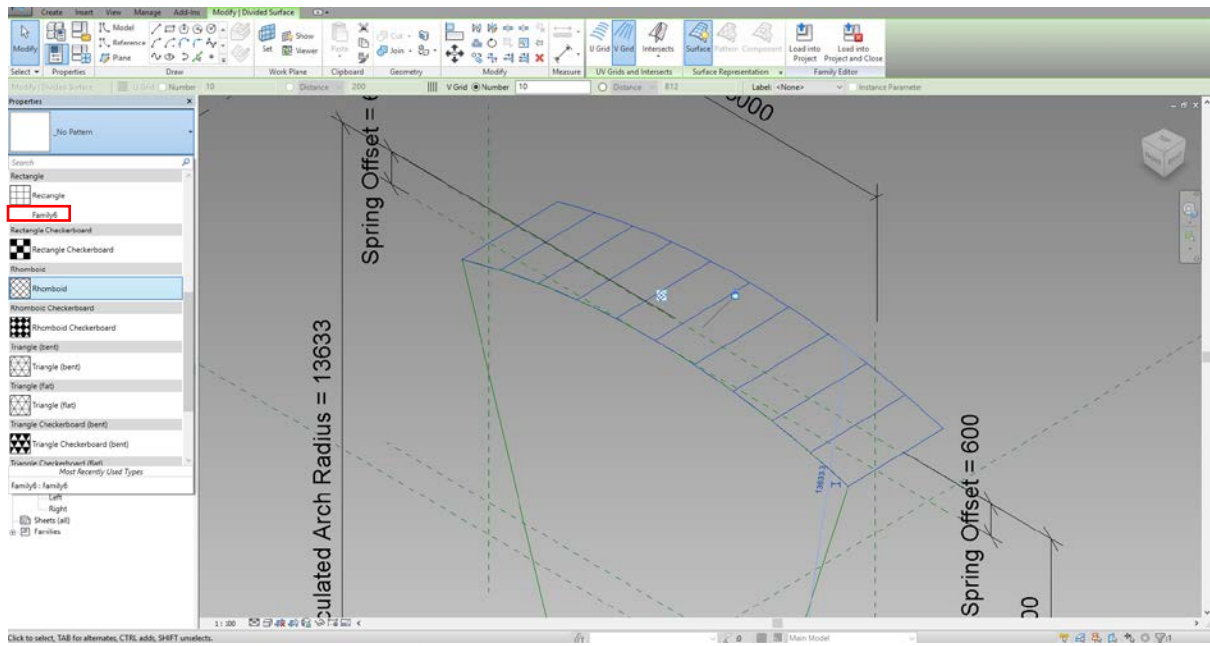 Create Insert View Manage Add-Ins Modify | Divided Surface
Modify
Model
Reference
Plane
Set
Show
Viewer
Paste
Cut
Join
U Grid V Grid Intersects
Surface Pattern Component
Load into Project
Load into Project and Close
Select Properties Draw Work Plane Clipboard Geometry Modify Measure UV Grids and Intersects Surface Representation Family Editor
Modify | Divided Surface U Grid Number 10 Distance = 200 V Grid Number 10 Distance = 812 Label: <None> Instance Parameter
Properties
_No Pattern
Search
Rectangle
Rectangle
Family6
Rectangle Checkerboard
Rectangle Checkerboard
Rhomboid
Rhomboid
Rhomboid Checkerboard
Rhomboid Checkerboard
Triangle (bent)
Triangle (bent)
Triangle (flat)
Triangle (flat)
Triangle Checkerboard (bent)
Triangle Checkerboard (bent)
Triangle Checkerboard (flat)
Most Recently Used Types
Family6 : Family6
Left
Right
Sheets (all)
Families
Spring Offset = 6
culated Arch Radius = 13633
Spring Offset = 600
1 : 100
Click to select, TAB for alternates, CTRL adds, SHIFT unselects.
:0
Main Model